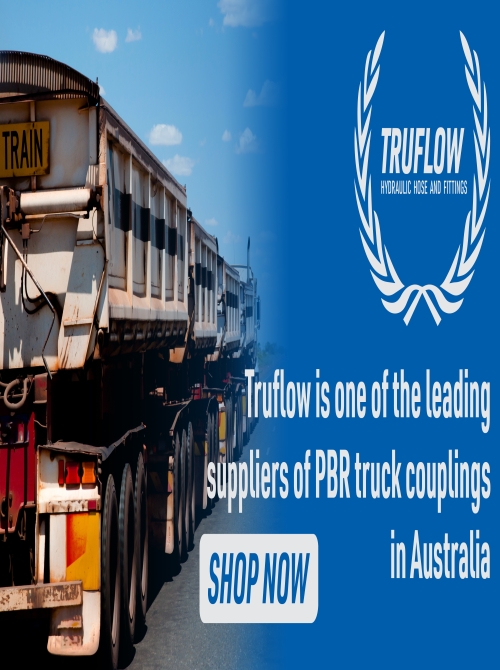 TRAIN
TRUFLOW
HYDRAULIC HOSE AND FITTINGS
Truflow is one of the leading
suppliers of PBR truck couplings
in Australia
SHOP NOW